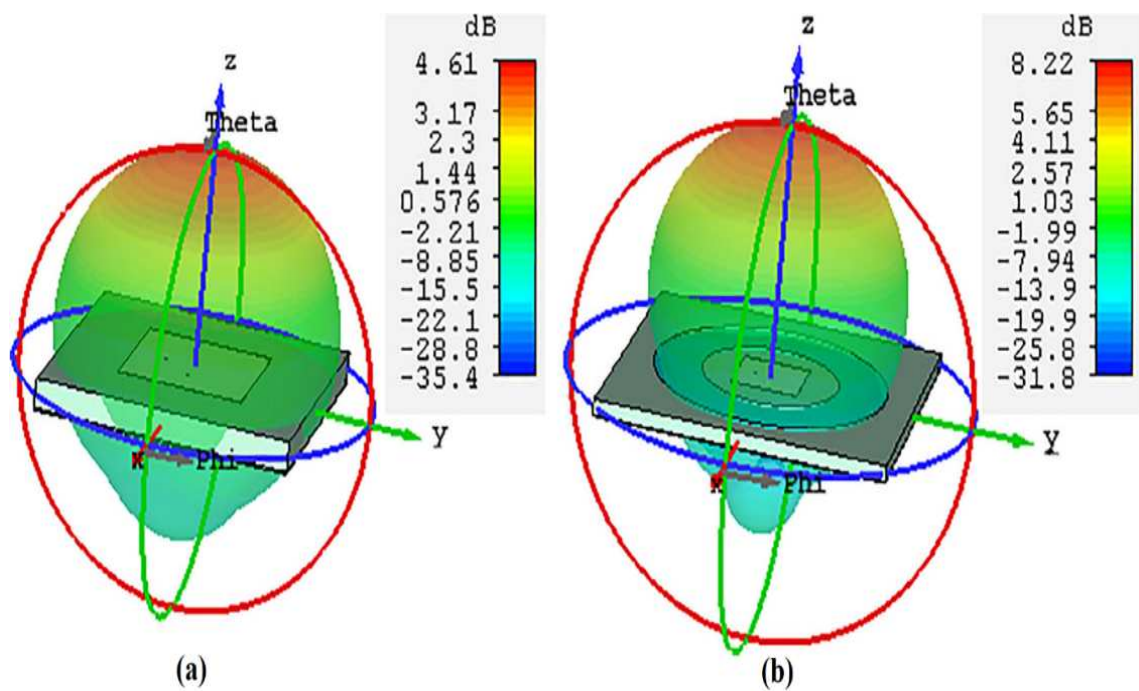 dB
4.61
3.17
2.3
1.44
0.576
-2.21
-8.85
-15.5
-22.1
-28.8
-35.4
z
Theta
y
x
Phi
(a)
dB
8.22
5.65
4.11
2.57
1.03
-1.99
-7.94
-13.9
-19.9
-25.8
-31.8
z
Theta
y
x
Phi
(b)